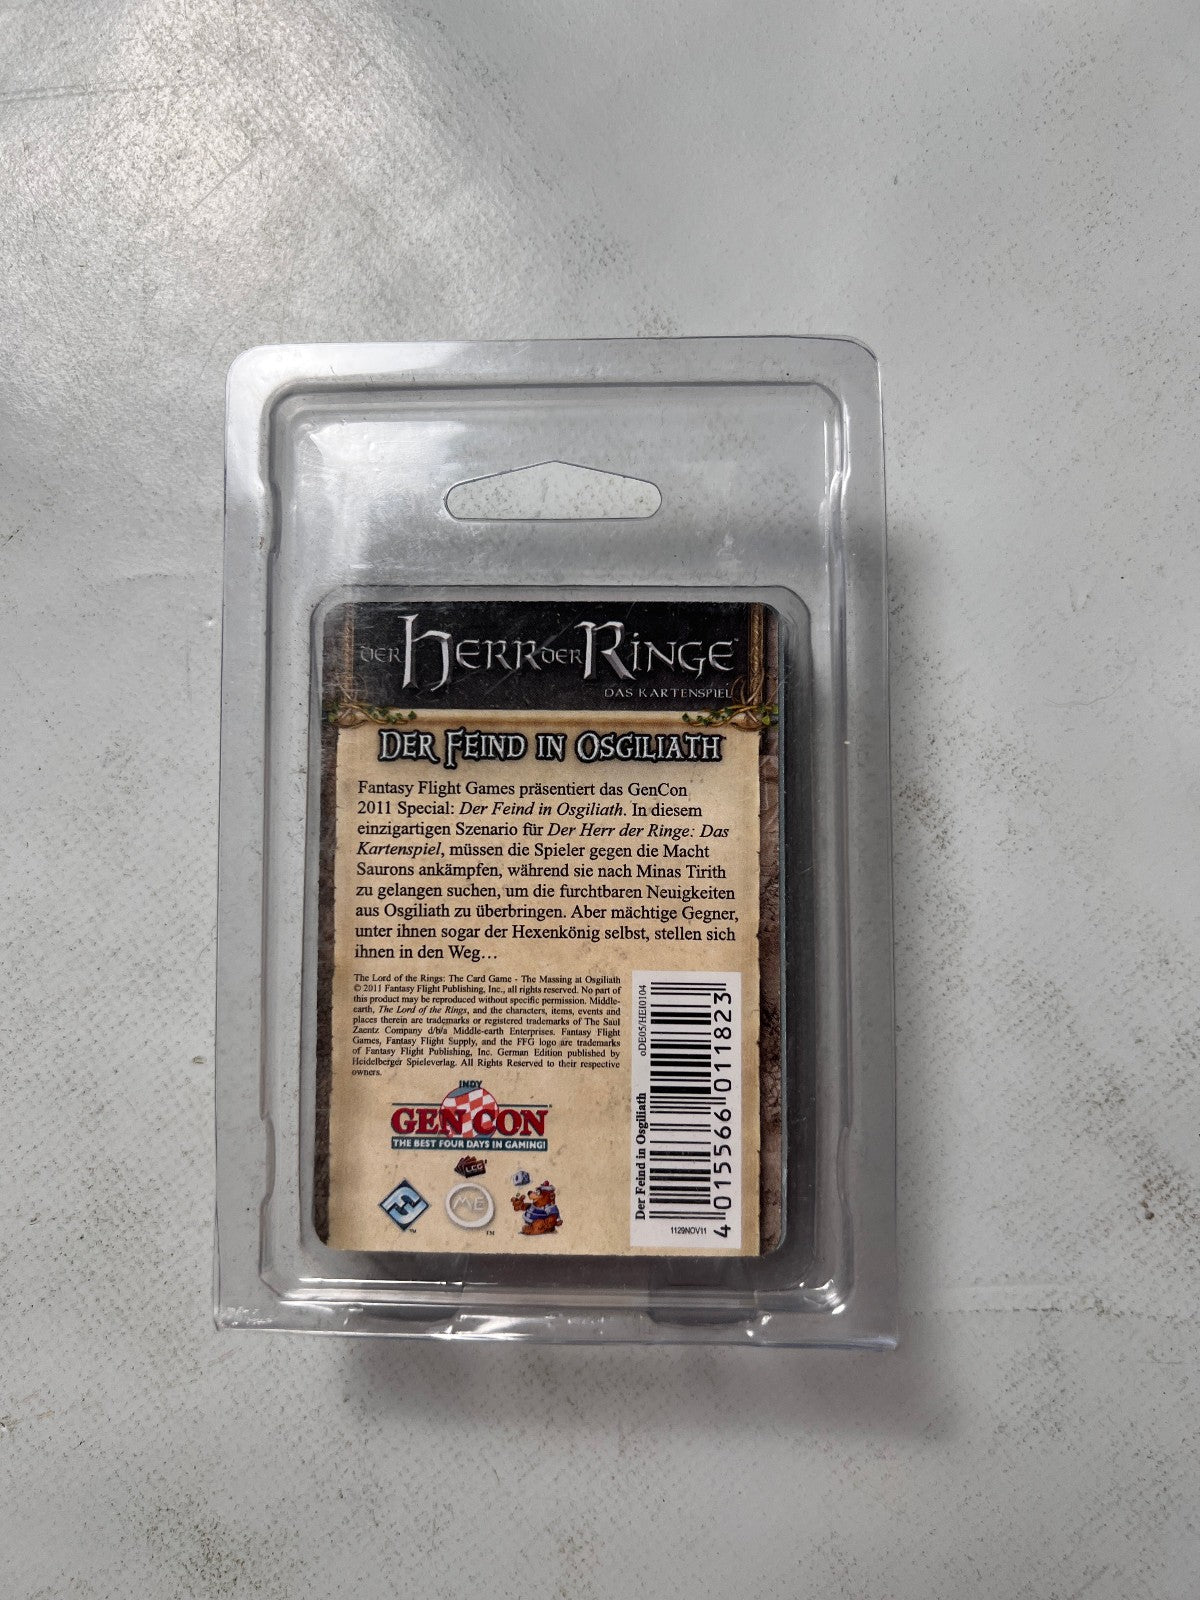 DER HERR DER RINGE™
DAS KARTENSPIEL
DER FEIND IN OSGILIATH™
Fantasy Flight Games präsentiert das GenCon
2011 Special: Der Feind in Osgiliath. In diesem
einzigartigen Szenario für Der Herr der Ringe: Das
Kartenspiel, müssen die Spieler gegen die Macht
Saurons ankämpfen, während sie nach Minas Tirith
zu gelangen suchen, um die furchtbaren Neuigkeiten
aus Osgiliath zu überbringen. Aber mächtige Gegner,
unter ihnen sogar der Hexenkönig selbst, stellen sich
ihnen in den Weg…
The Lord of the Rings: The Card Game - The Massing at Osgiliath
© 2011 Fantasy Flight Publishing, Inc., all rights reserved. No part of
this product may be reproduced without specific permission. Middle-
earth, The Lord of the Rings, and the characters, items, events and
places therein are trademarks or registered trademarks of The Saul
Zaentz Company d/b/a Middle-earth Enterprises. Fantasy Flight
Games, Fantasy Flight Supply, and the FFG logo are trademarks
of Fantasy Flight Publishing, Inc. German Edition published by
Heidelberger Spieleverlag. All Rights Reserved to their respective
owners.
INDY
GEN CON
THE BEST FOUR DAYS IN GAMING!
LCG
ME
TM
Der Feind in Osgiliath
oDE05/HEI0104
4 015566 011823
1129NOV11